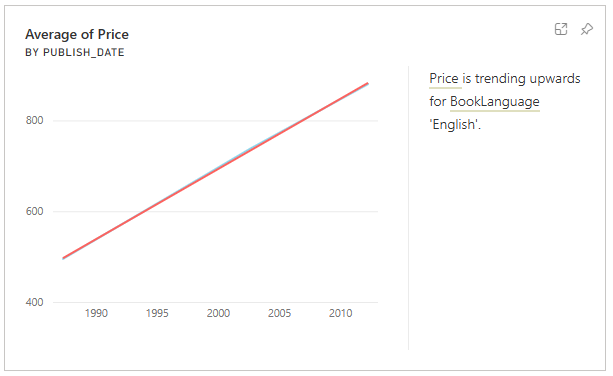 Average of Price
BY PUBLISH_DATE
800
600
400
1990 1995 2000 2005 2010
Price is trending upwards
for BookLanguage
'English'.